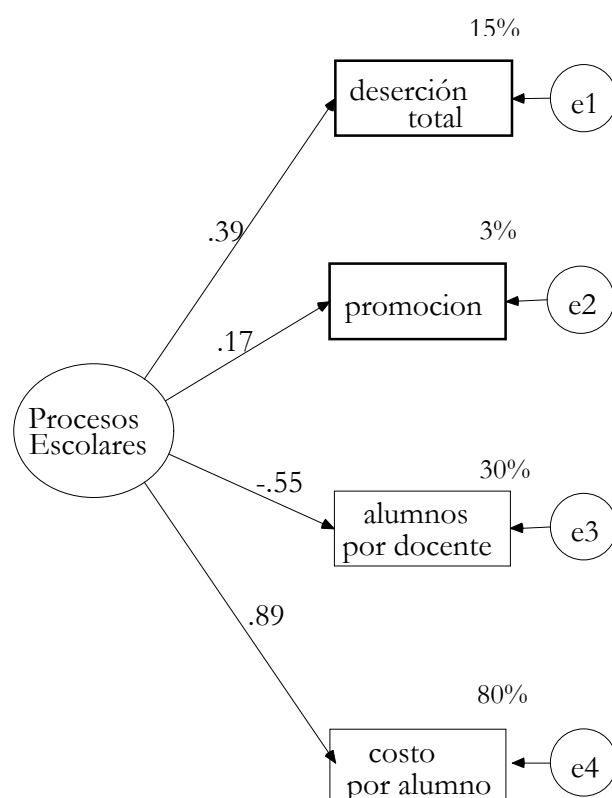 15%
deserción
total
e1
.39
3%
promocion
e2
.17
Procesos
Escolares
30%
-.55
alumnos
por docente
e3
.89
80%
costo
por alumno
e4